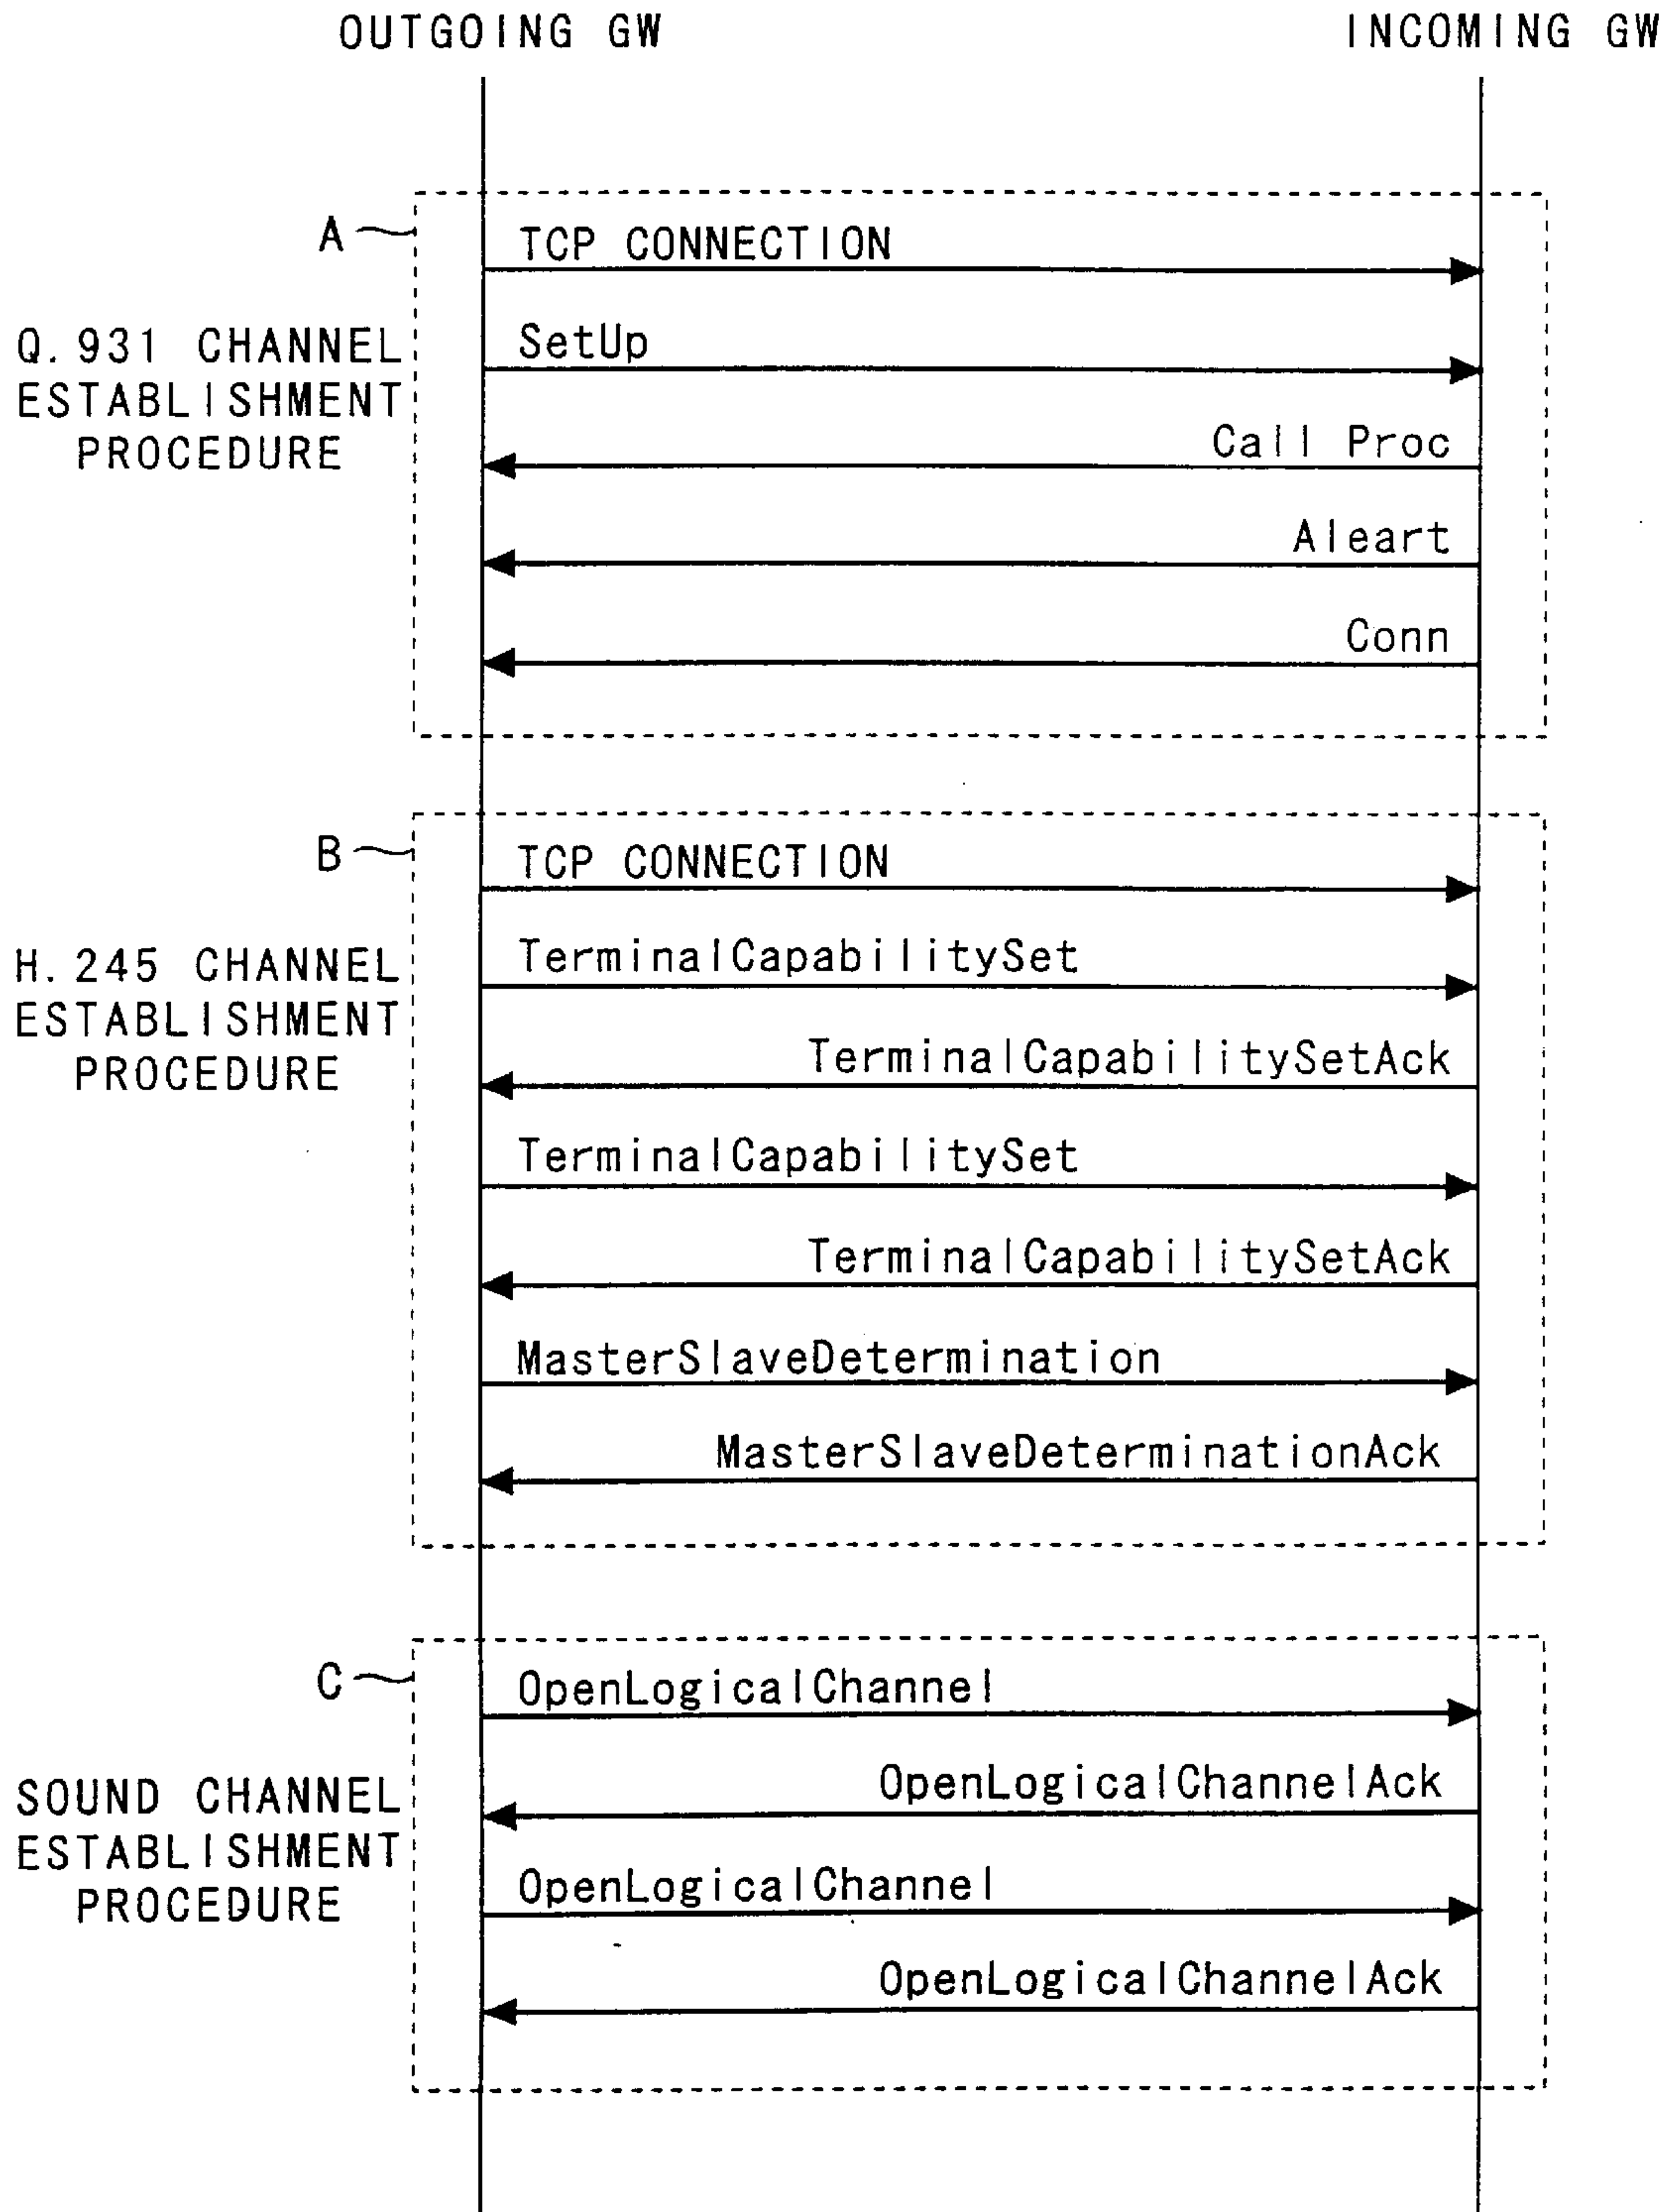 OUTGOING GW
INCOMING GW
A
TCP CONNECTION
Q.931 CHANNEL
ESTABLISHMENT
PROCEDURE
SetUp
Call Proc
Aleart
Conn
B
TCP CONNECTION
H.245 CHANNEL
ESTABLISHMENT
PROCEDURE
TerminalCapabilitySet
TerminalCapabilitySetAck
TerminalCapabilitySet
TerminalCapabilitySetAck
MasterSlaveDetermination
MasterSlaveDeterminationAck
C
OpenLogicalChannel
SOUND CHANNEL
ESTABLISHMENT
PROCEDURE
OpenLogicalChannelAck
OpenLogicalChannel
OpenLogicalChannelAck